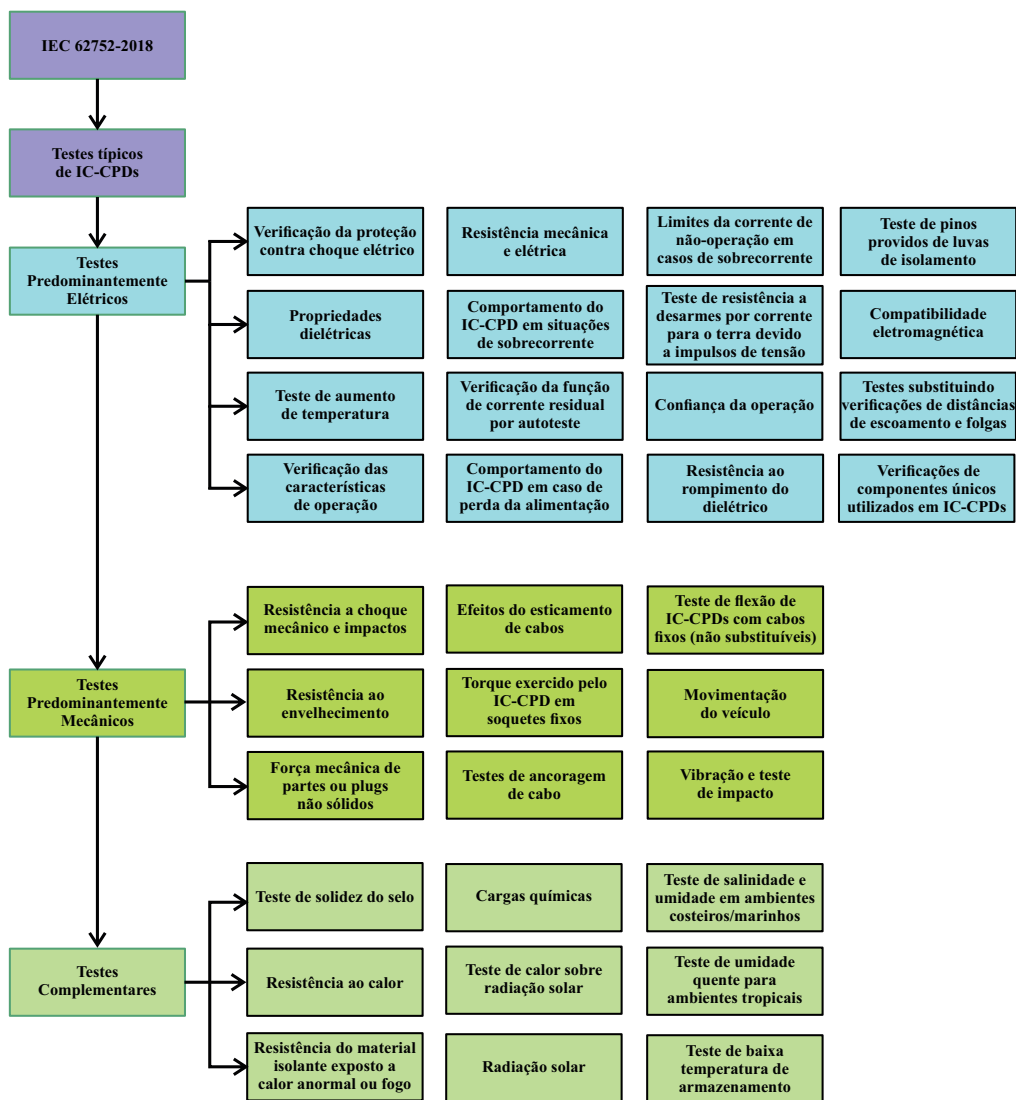 IEC 62752-2018
Testes típicos
de IC-CPDs
Testes
Predominantemente
Elétricos
Verificação da proteção
contra choque elétrico
Resistência mecânica
e elétrica
Limites da corrente de
não-operação em
casos de sobrecorrente
Teste de pinos
providos de luvas
de isolamento
Propriedades
dielétricas
Comportamento do
IC-CPD em situações
de sobrecorrente
Teste de resistência a
desarmes por corrente
para o terra devido
a impulsos de tensão
Compatibilidade
eletromagnética
Teste de aumento
de temperatura
Verificação da função
de corrente residual
por autoteste
Confiança da operação
Testes substituindo
verificações de distâncias
de escoamento e folgas
Verificação das
características
de operação
Comportamento do
IC-CPD em caso de
perda da alimentação
Resistência ao
rompimento do
dielétrico
Verificações de
componentes únicos
utilizados em IC-CPDs
Testes
Predominantemente
Mecânicos
Resistência a choque
mecânico e impactos
Efeitos do esticamento
de cabos
Teste de flexão de
IC-CPDs com cabos
fixos (não substituíveis)
Resistência ao
envelhecimento
Torque exercido pelo
IC-CPD em
soquetes fixos
Movimentação
do veículo
Força mecânica de
partes ou plugs
não sólidos
Testes de ancoragem
de cabo
Vibração e teste
de impacto
Testes
Complementares
Teste de solidez do selo
Cargas químicas
Teste de salinidade e
umidade em ambientes
costeiros/marinhos
Resistência ao calor
Teste de calor sobre
radiação solar
Teste de umidade
quente para
ambientes tropicais
Resistência do material
isolante exposto a
calor anormal ou fogo
Radiação solar
Teste de baixa
temperatura de
armazenamento